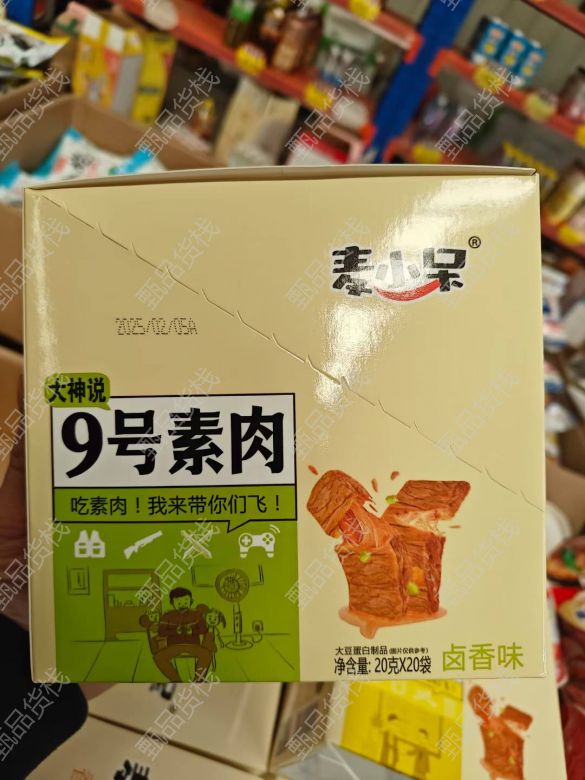 麦小呆®
2025/02/05A
大神说
9号素肉
吃素肉！我来带你们飞！
大豆蛋白制品(图片仅供参考)
净含量: 20克X20袋
卤香味
甄品货栈